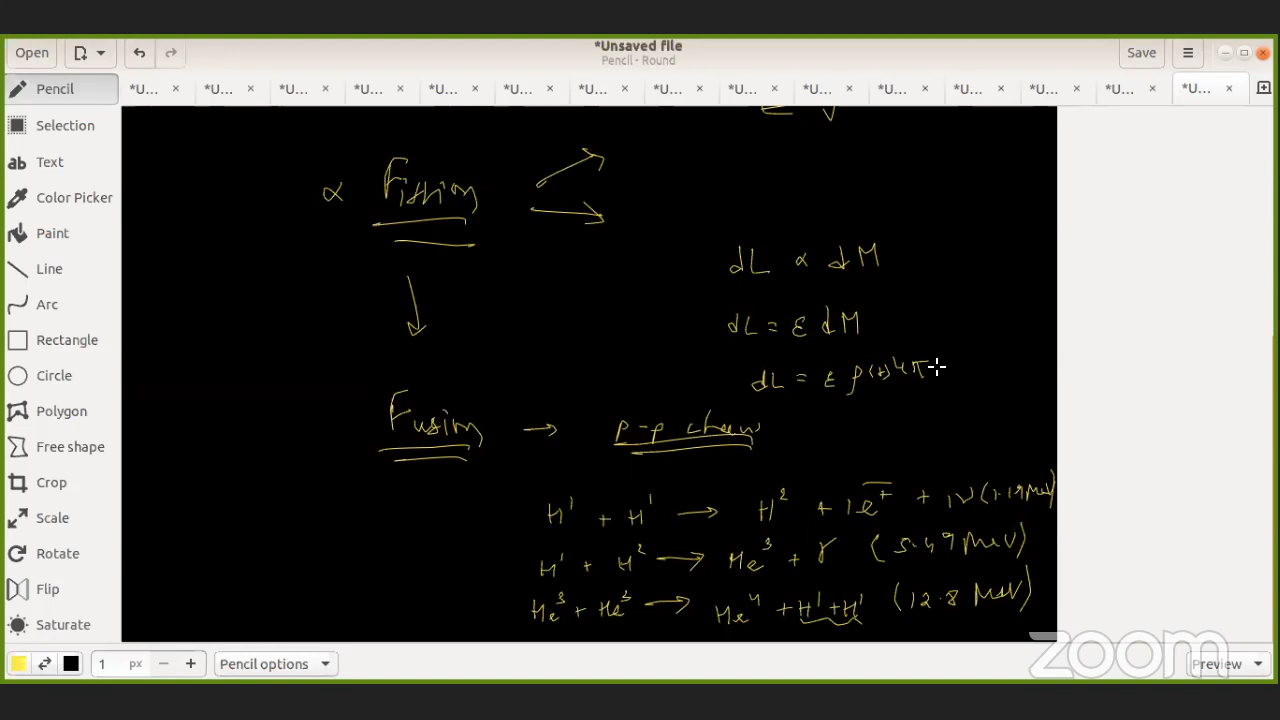 *Unsaved file
Open
Pencil - Round
Save
Pencil
*U... × *U... × *U... × *U... × *U... × *U... × *U... × *U... × *U... × *U... × *U... × *U... × *U... × *U... × *U... ×
Selection
Text
Color Picker
Paint
Line
Arc
Rectangle
Circle
Polygon
Free shape
Crop
Scale
Rotate
Flip
Saturate
∝ Fission
dL ∝ dM
dL = ε dM
dL = ε ρ(r) 4π
Fusion → p-p chain
H¹ + H¹ → H² + 1e⁺ + 1ν (1.19 MeV)
H¹ + H² → He³ + γ (5.49 MeV)
He³ + He³ → He⁴ + H¹ + H¹ (12.8 MeV)
1 px − +
Pencil options
Preview
zoom